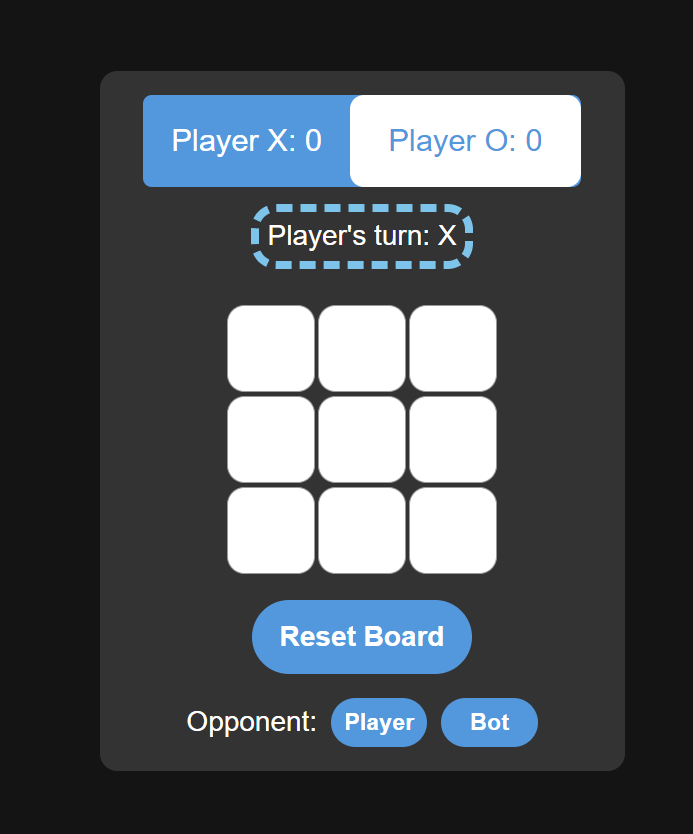 Player X: 0 Player O: 0
Player's turn: X
Reset Board
Opponent: Player Bot